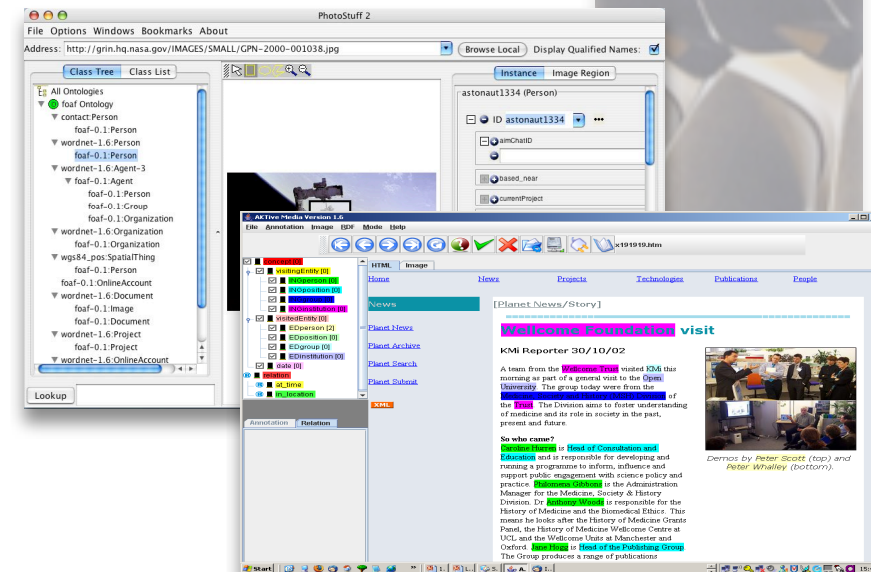 PhotoStuff 2
File Options Windows Bookmarks About
Address: http://grin.hq.nasa.gov/IMAGES/SMALL/GPN-2000-001038.jpg
Browse Local
Display Qualified Names:
Class Tree
Class List
All Ontologies
foaf Ontology
contact:Person
foaf-0.1:Person
wordnet-1.6:Person
foaf-0.1:Person
wordnet-1.6:Agent-3
foaf-0.1:Agent
foaf-0.1:Person
foaf-0.1:Group
foaf-0.1:Organization
wordnet-1.6:Organization
foaf-0.1:Organization
wgs84_pos:SpatialThing
foaf-0.1:Person
foaf-0.1:OnlineAccount
wordnet-1.6:Document
foaf-0.1:Image
foaf-0.1:Document
wordnet-1.6:Project
foaf-0.1:Project
wordnet-1.6:OnlineAccount
Lookup
Instance
Image Region
astonaut1334 (Person)
ID astonaut1334
aimChatID
based_near
currentProject
AKTive Media Version 1.6
File Annotation Image RDF Mode Help
x191919.htm
concept [0]
visitingEntity [0]
INGperson [0]
INGposition [0]
INGinstitution [0]
visitedEntity [0]
EDperson [2]
EDposition [0]
EDgroup [0]
EDinstitution [0]
date [0]
relation
at_time
in_location
Annotation
Relation
HTML
Image
Home
News
Projects
Technologies
Publications
People
News
Planet News
Planet Archive
Planet Search
Planet Submit
XML
[Planet News/Story]
Wellcome Foundation visit
KMi Reporter 30/10/02
A team from the Wellcome Trust visited KMi this
morning as part of a general visit to the Open
University. The group today were from the
of
the Trust. The Division aims to foster understanding
of medicine and its role in society in the past,
present and future.
So who came?
Caroline Hurren is Head of Consultation and
Education and is responsible for developing and
running a programme to inform, influence and
support public engagement with science policy and
practice. Philomena Gibbons is the Administration
Manager for the Medicine, Society & History
Division. Dr Anthony Woods is responsible for the
History of Medicine and the Biomedical Ethics. This
means he looks after the History of Medicine Grants
Panel, the History of Medicine Wellcome Centre at
UCL and the Wellcome Units at Manchester and
Oxford. Jane Hogg is Head of the Publishing Group.
The Group produces a range of publications
Demos by Peter Scott (top) and
Peter Whalley (bottom).
Start